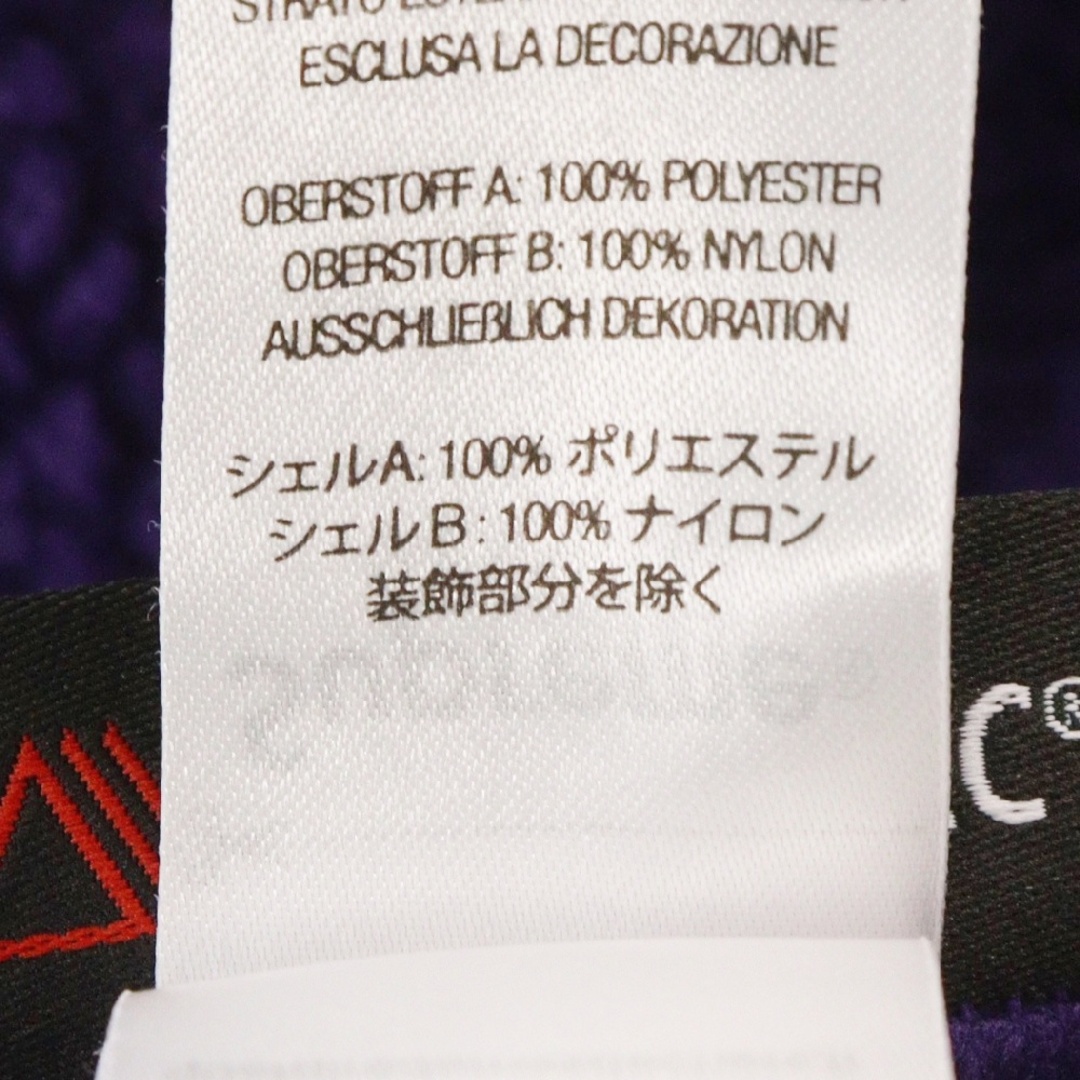 STRATO
ESCLUSA LA DECORAZIONE
OBERSTOFF A: 100% POLYESTER
OBERSTOFF B: 100% NYLON
AUSSCHLIEßLICH DEKORATION
シェルA: 100% ポリエステル
シェルB: 100% ナイロン
装飾部分を除く
C®